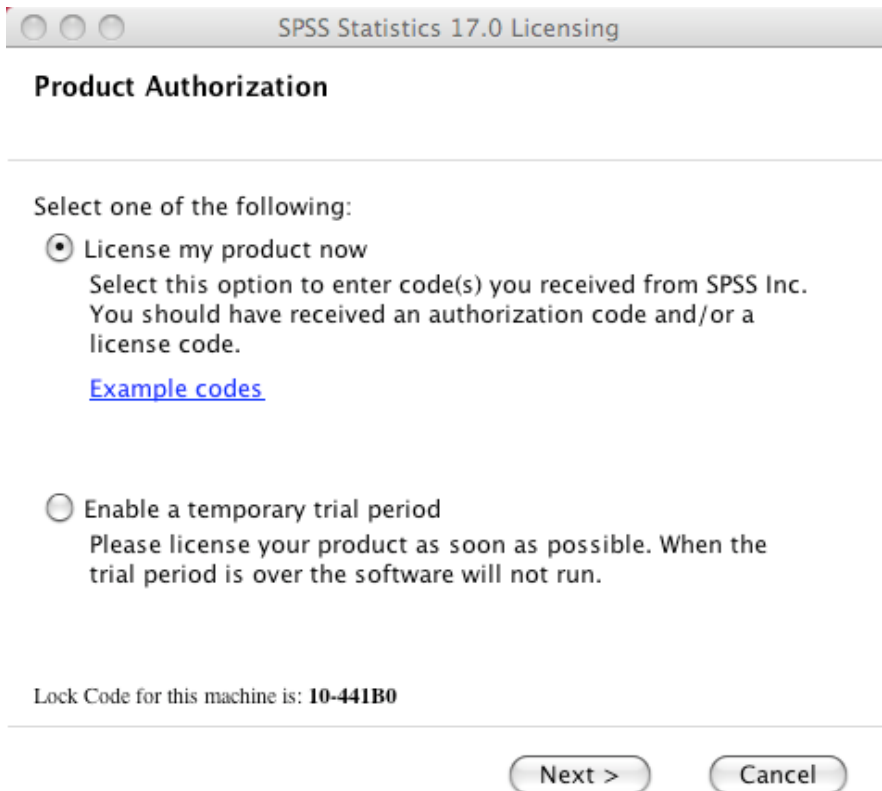 SPSS Statistics 17.0 Licensing
Product Authorization
Select one of the following:
License my product now
Select this option to enter code(s) you received from SPSS Inc.
You should have received an authorization code and/or a
license code.
Example codes
Enable a temporary trial period
Please license your product as soon as possible. When the
trial period is over the software will not run.
Lock Code for this machine is: 10-441B0
Next >
Cancel